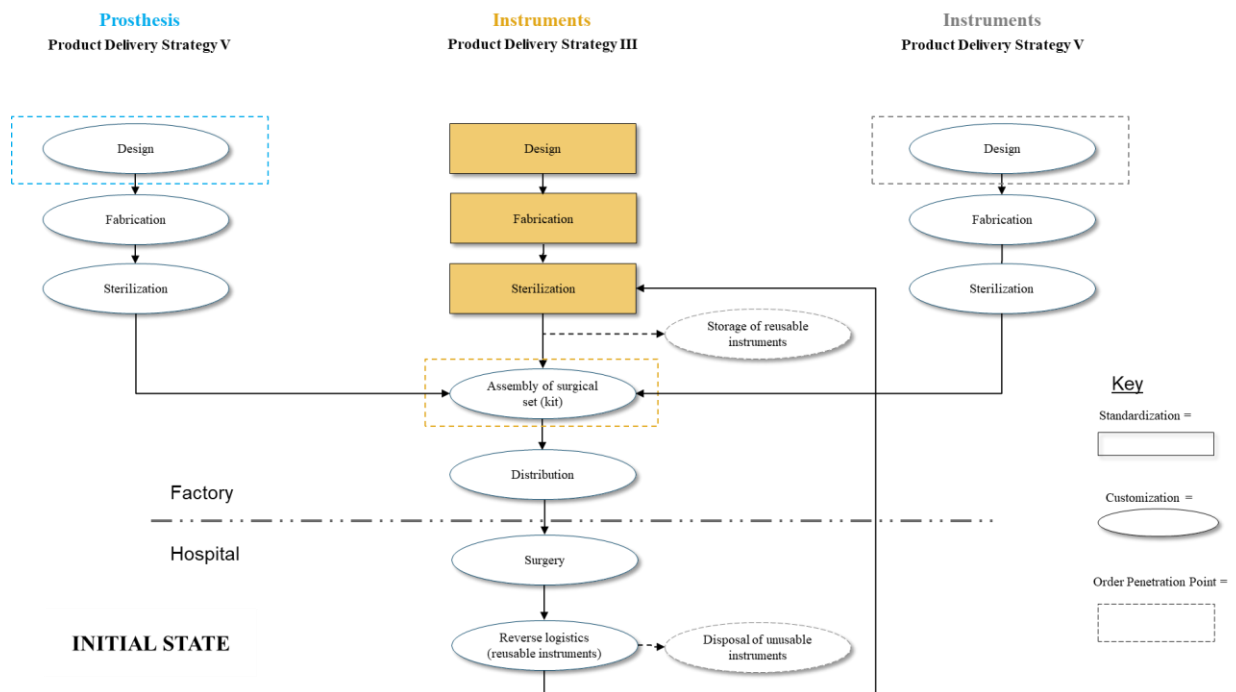 Prosthesis
Product Delivery Strategy V
Instruments
Product Delivery Strategy III
Instruments
Product Delivery Strategy V
Design
Fabrication
Sterilization
Design
Fabrication
Sterilization
Storage of reusable
instruments
Assembly of surgical
set (kit)
Distribution
Design
Fabrication
Sterilization
Factory
Hospital
Surgery
Reverse logistics
(reusable instruments)
Disposal of unusable
instruments
INITIAL STATE
Key
Standardization =
Customization =
Order Penetration Point =